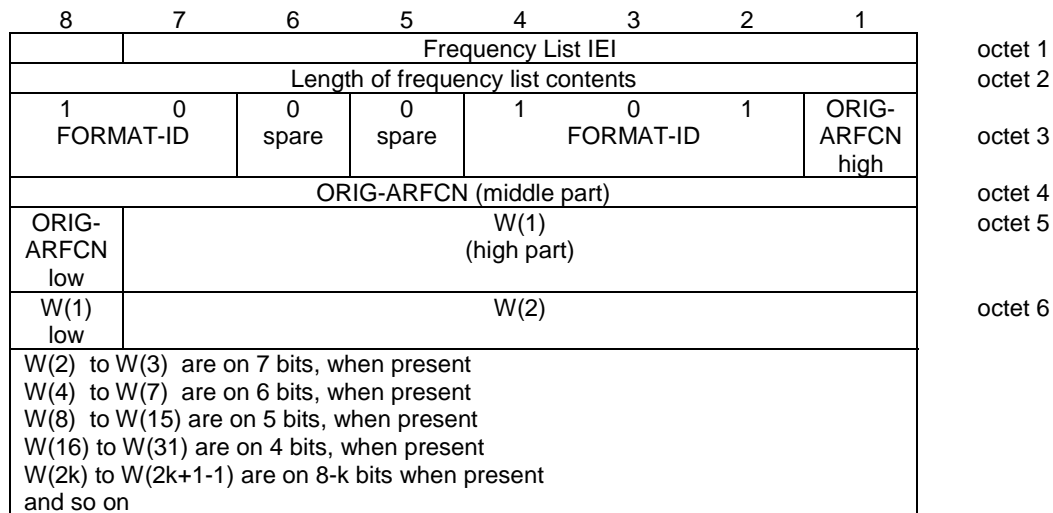 8 7 6 5 4 3 2 1
Frequency List IEI octet 1
Length of frequency list contents octet 2
1 0 0 0 1 0 1 ORIG-
FORMAT-ID spare spare FORMAT-ID ARFCN octet 3
high
ORIG-ARFCN (middle part) octet 4
ORIG- W(1) octet 5
ARFCN (high part)
low
W(1) W(2) octet 6
low
W(2) to W(3) are on 7 bits, when present
W(4) to W(7) are on 6 bits, when present
W(8) to W(15) are on 5 bits, when present
W(16) to W(31) are on 4 bits, when present
W(2k) to W(2k+1-1) are on 8-k bits when present
and so on